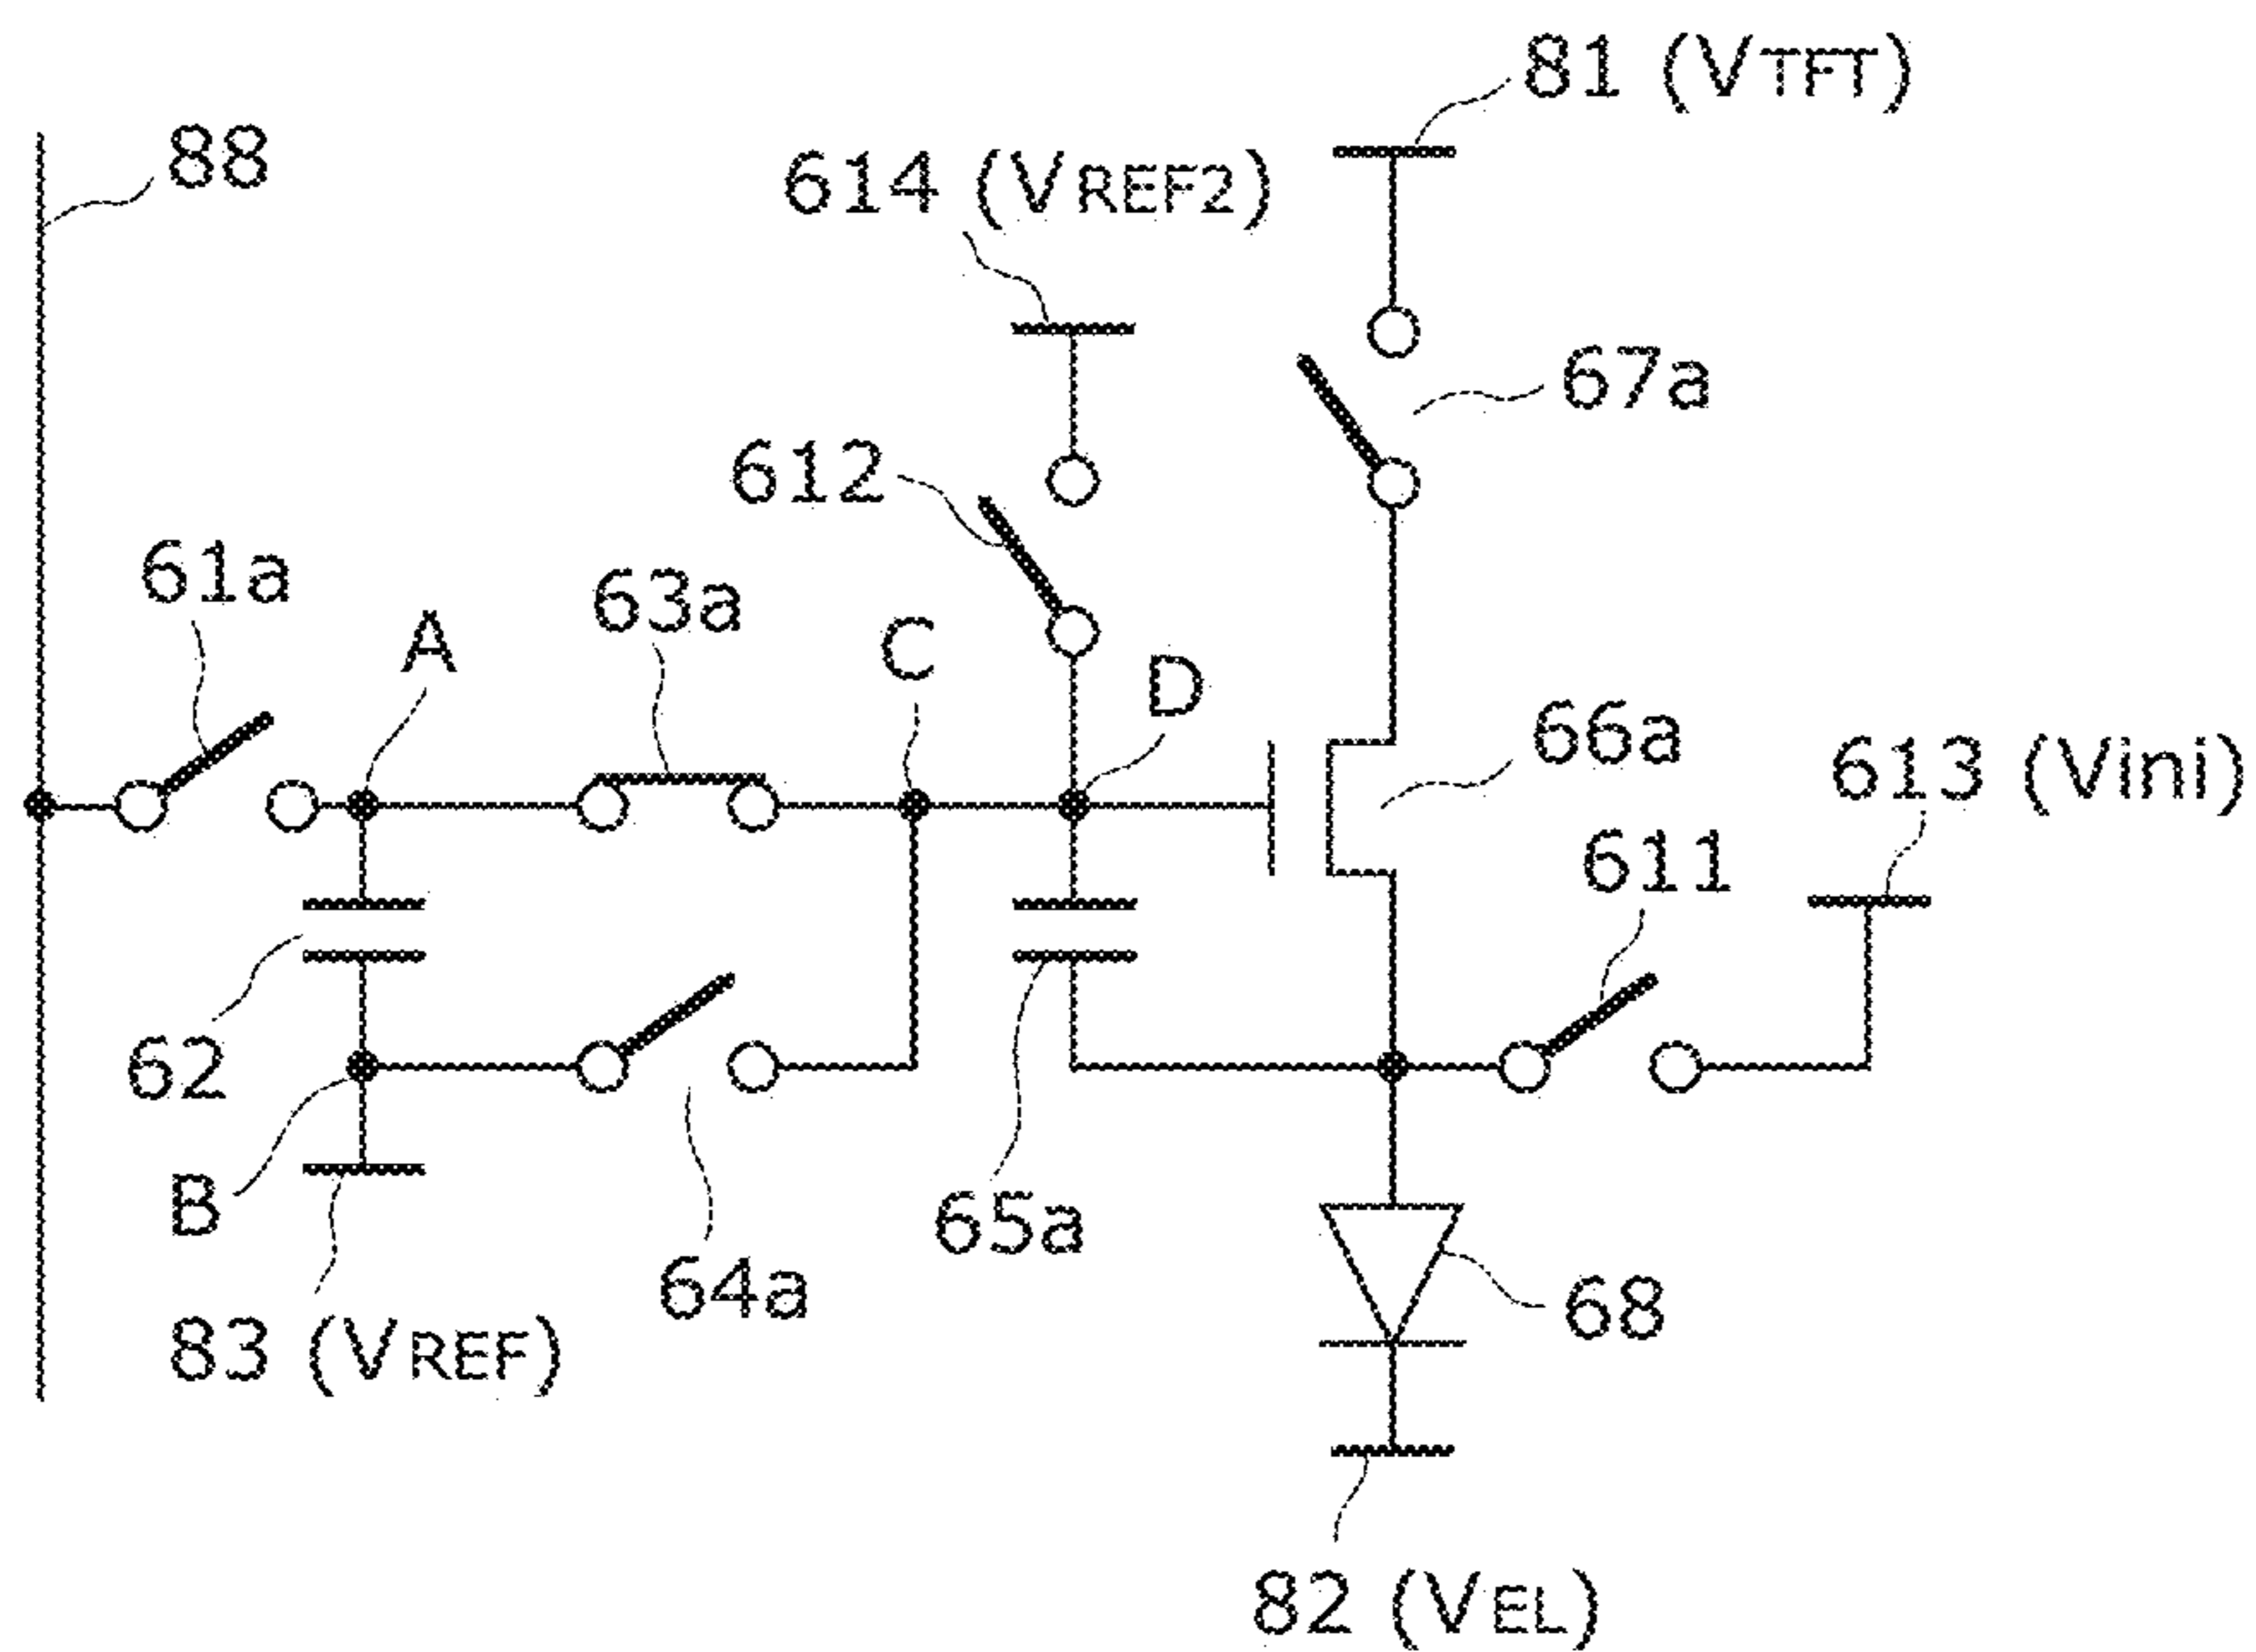 81 (VTFT)
88
614 (VREF2)
67a
612
61a
63a
A
C
D
66a
613 (Vini)
611
62
B
65a
64a
68
83 (VREF)
82 (VEL)